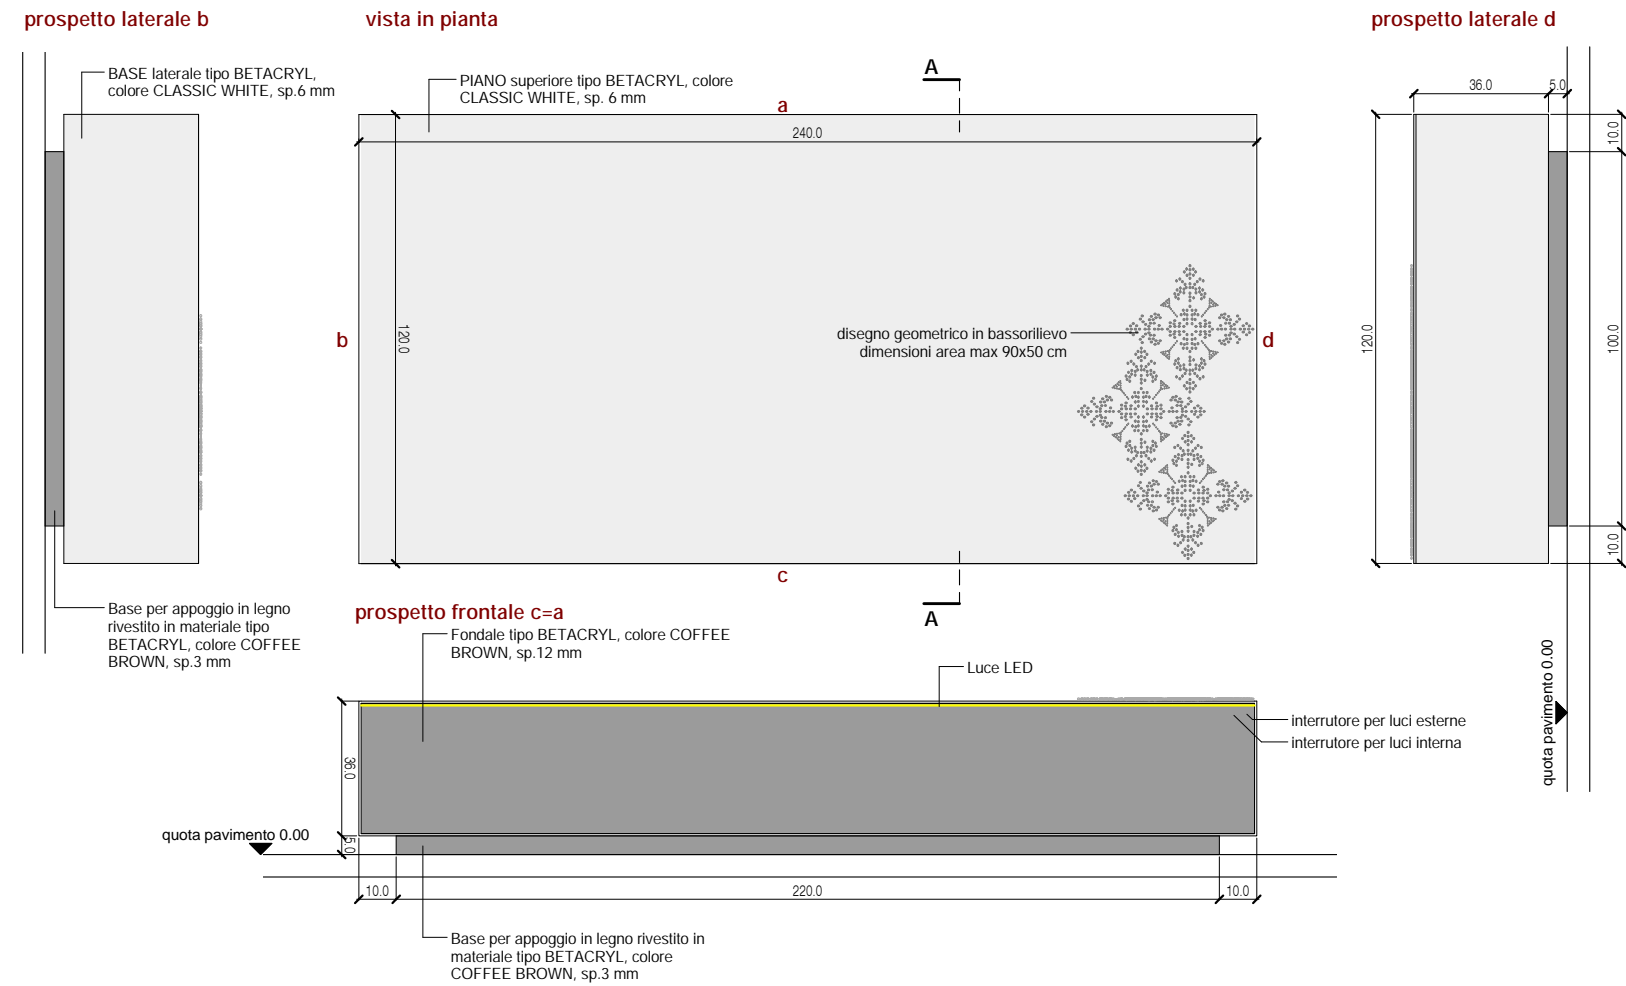 prospetto laterale b
vista in pianta
prospetto laterale d
BASE laterale tipo BETACRYL,
colore CLASSIC WHITE, sp.6 mm
PIANO superiore tipo BETACRYL, colore
CLASSIC WHITE, sp. 6 mm
A
a
240.0
120.0
b
disegno geometrico in bassorilievo
dimensioni area max 90x50 cm
d
c
A
36.0
5.0
10.0
120.0
100.0
10.0
Base per appoggio in legno
rivestito in materiale tipo
BETACRYL, colore COFFEE
BROWN, sp.3 mm
prospetto frontale c=a
Fondale tipo BETACRYL, colore COFFEE
BROWN, sp.12 mm
Luce LED
interrutore per luci esterne
interrutore per luci interna
quota pavimento 0.00
36.0
5.0
quota pavimento 0.00
10.0
220.0
10.0
Base per appoggio in legno rivestito in
materiale tipo BETACRYL, colore
COFFEE BROWN, sp.3 mm